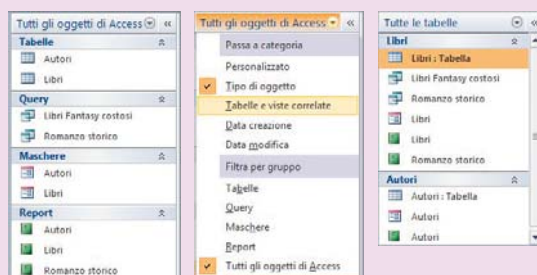 Tutti gli oggetti di Access
Tabelle
Autori
Libri
Query
Libri Fantasy costosi
Romanzo storico
Maschere
Autori
Libri
Report
Autori
Libri
Romanzo storico
Tutti gli oggetti di Access
Passa a categoria
Personalizzato
Tipo di oggetto
Tabelle e viste correlate
Data creazione
Data modifica
Filtra per gruppo
Tabelle
Query
Maschere
Report
Tutti gli oggetti di Access
Tutte le tabelle
Libri
Libri : Tabella
Libri Fantasy costosi
Romanzo storico
Libri
Libri
Romanzo storico
Autori
Autori : Tabella
Autori
Autori